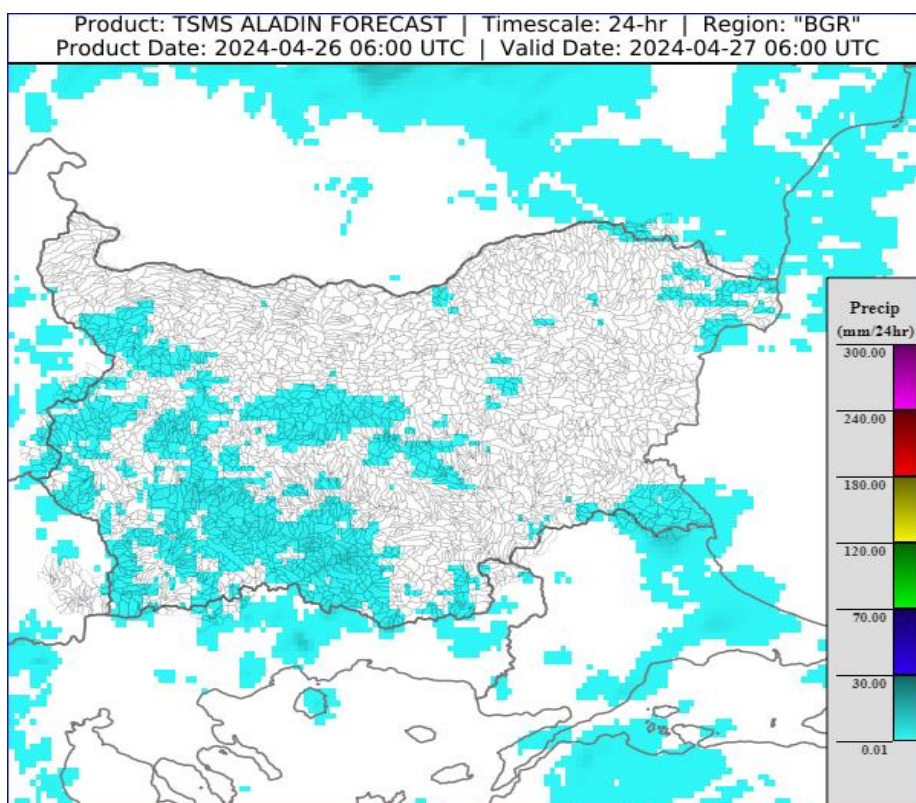 Product: TSMS ALADIN FORECAST | Timescale: 24-hr | Region: "BGR"
Product Date: 2024-04-26 06:00 UTC | Valid Date: 2024-04-27 06:00 UTC
Precip
(mm/24hr)
300.00
240.00
180.00
120.00
70.00
30.00
0.01